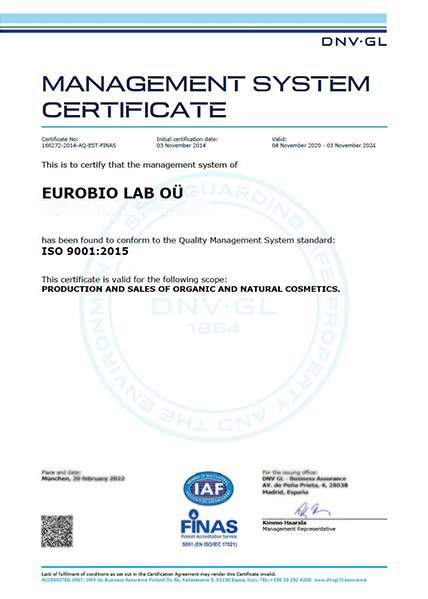 DNV·GL
MANAGEMENT SYSTEM
CERTIFICATE
Certificate No:
166272-2014-AQ-EST-FINAS
Initial certification date:
03 November 2014
Valid:
04 November 2020 - 03 November 2024
This is to certify that the management system of
EUROBIO LAB OÜ
has been found to conform to the Quality Management System standard:
ISO 9001:2015
This certificate is valid for the following scope:
PRODUCTION AND SALES OF ORGANIC AND NATURAL COSMETICS.
SAFEGUARDING LIFE, PROPERTY AND THE ENVIRONMENT
DNV·GL
1864
Place and date:
München, 20 february 2022
For the issuing office:
DNV GL - Business Assurance
AV. de Peña Prieta, 4, 28038
Madrid, España
IAF
FINAS
Finnish Accreditation Service
S001 (EN ISO/IEC 17021)
Kimmo Haarala
Management Representative
Lack of fulfilment of conditions as set out in the Certification Agreement may render this Certificate invalid.
ACCREDITED UNIT: DNV GL Business Assurance Finland Oy Ab, Keilasatama 5, 02150 Espoo, Finland. TEL:+358 10 292 4200. www.dnvgl.fi/assurance